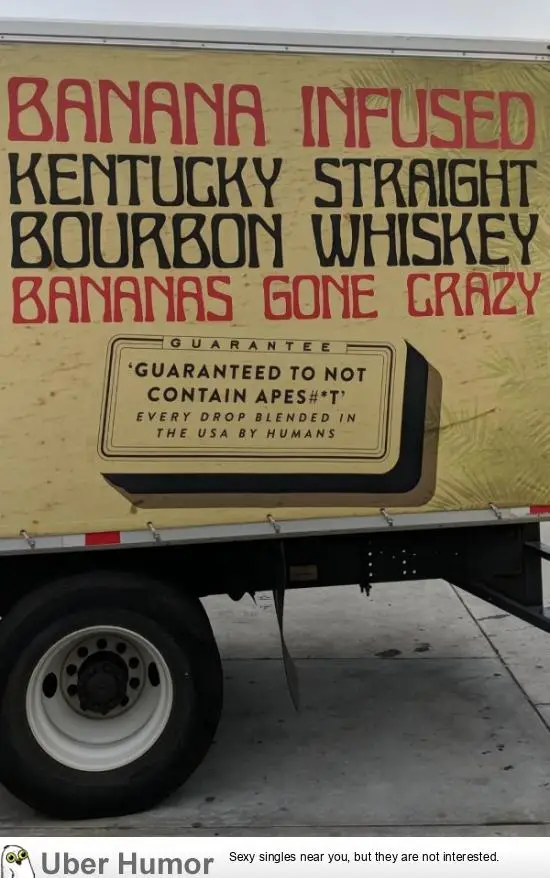 BANANA INFUSED
KENTUCKY STRAIGHT
BOURBON WHISKEY
BANANAS GONE CRAZY
GUARANTEE
'GUARANTEED TO NOT
CONTAIN APES#*T'
EVERY DROP BLENDED IN
THE USA BY HUMANS
Uber Humor
Sexy singles near you, but they are not interested.